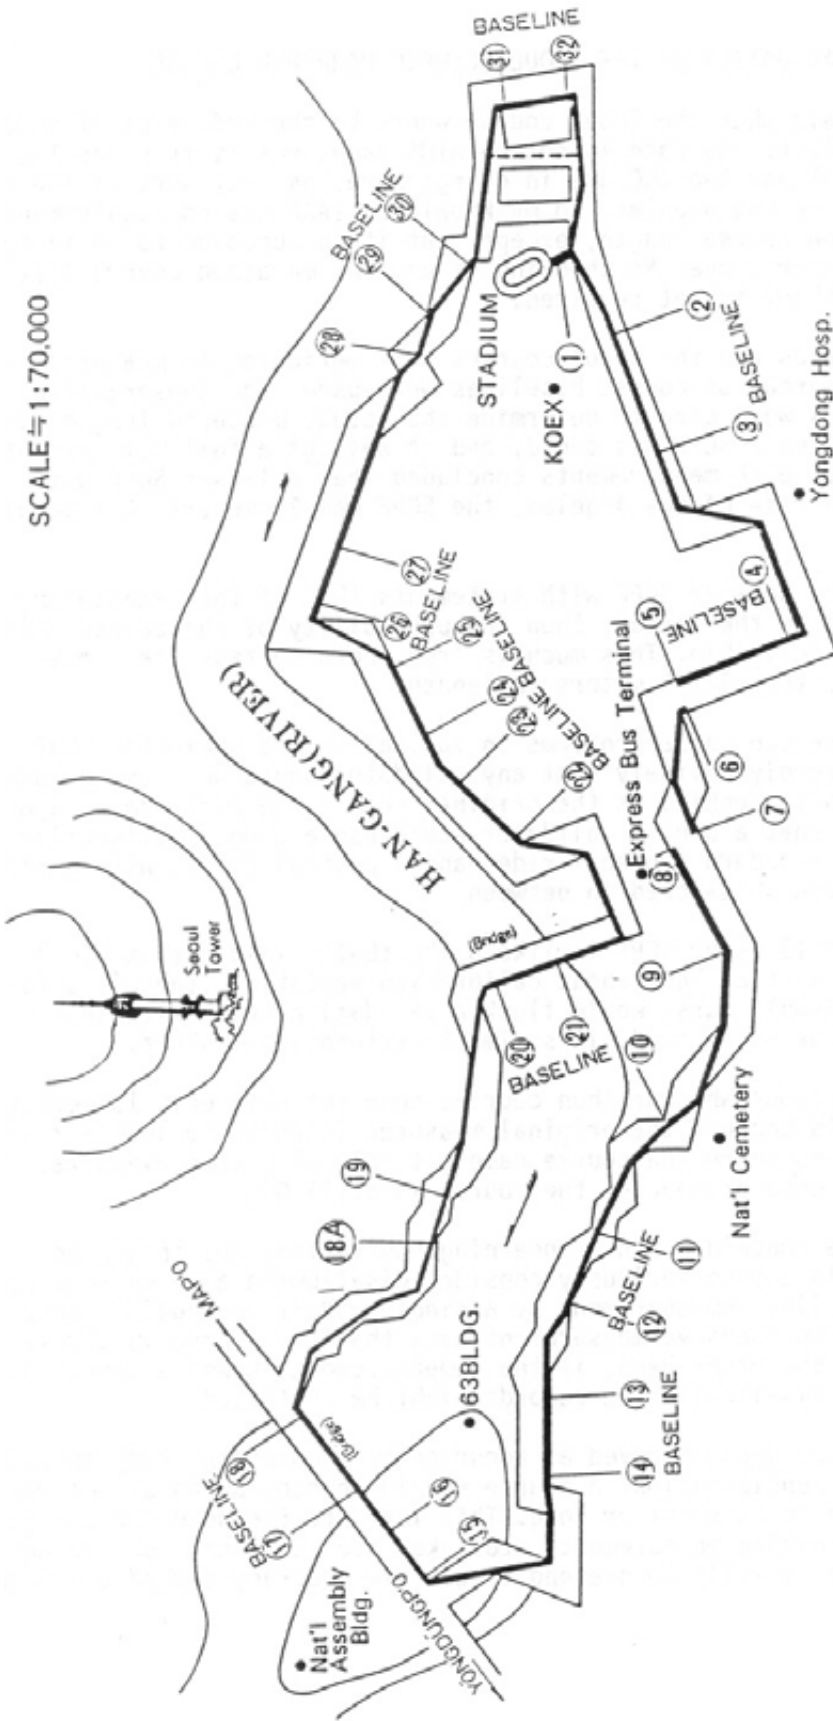 SCALE≒1:70,000
Seoul
Tower
HAN-GANG(RIVER)
MAP'O
YŎNGDŬNGP'O
Nat'l
Assembly
Bldg.
63BLDG.
(Bridge)
(Bridge)
STADIUM
KOEX
Yongdong Hosp.
Express Bus Terminal
Nat'l Cemetery
1
2
BASELINE
3
4
BASELINE
5
6
7
8
9
10
11
BASELINE
12
13
BASELINE
14
15
16
17
BASELINE
18
18A
19
20
BASELINE
21
22
BASELINE
23
24
BASELINE
25
BASELINE
26
27
28
29
BASELINE
30
31
BASELINE
32